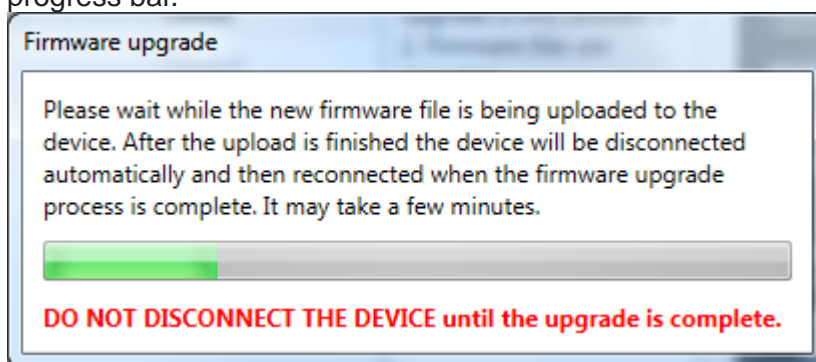 progress bar.
Firmware upgrade
Please wait while the new firmware file is being uploaded to the
device. After the upload is finished the device will be disconnected
automatically and then reconnected when the firmware upgrade
process is complete. It may take a few minutes.
DO NOT DISCONNECT THE DEVICE until the upgrade is complete.